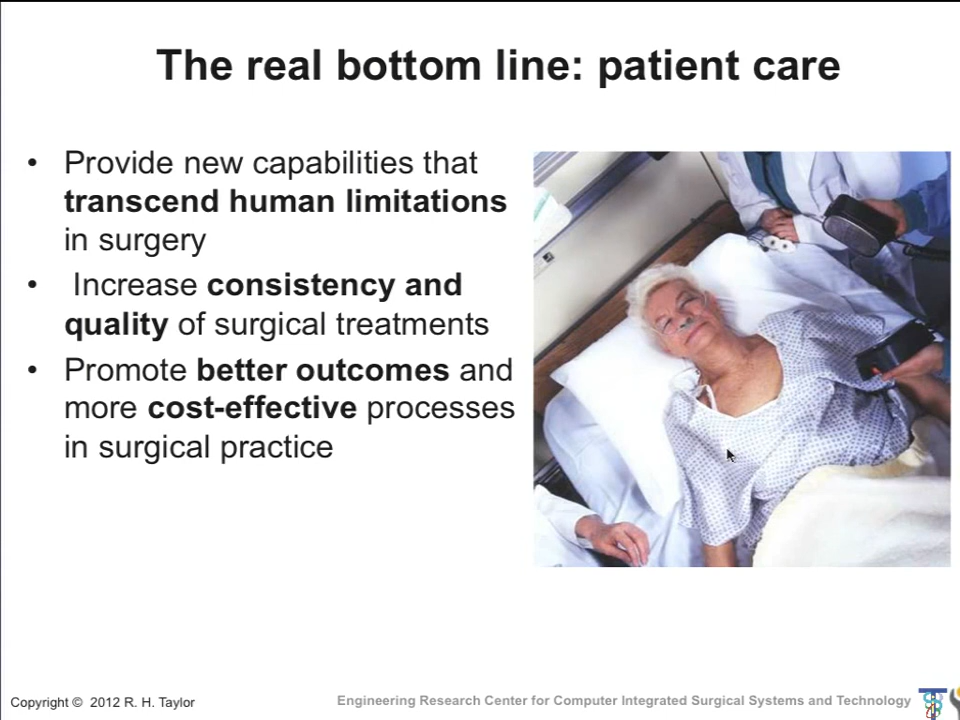 The real bottom line: patient care
• Provide new capabilities that
transcend human limitations
in surgery
• Increase consistency and
quality of surgical treatments
• Promote better outcomes and
more cost-effective processes
in surgical practice
Copyright © 2012 R. H. Taylor
Engineering Research Center for Computer Integrated Surgical Systems and Technology